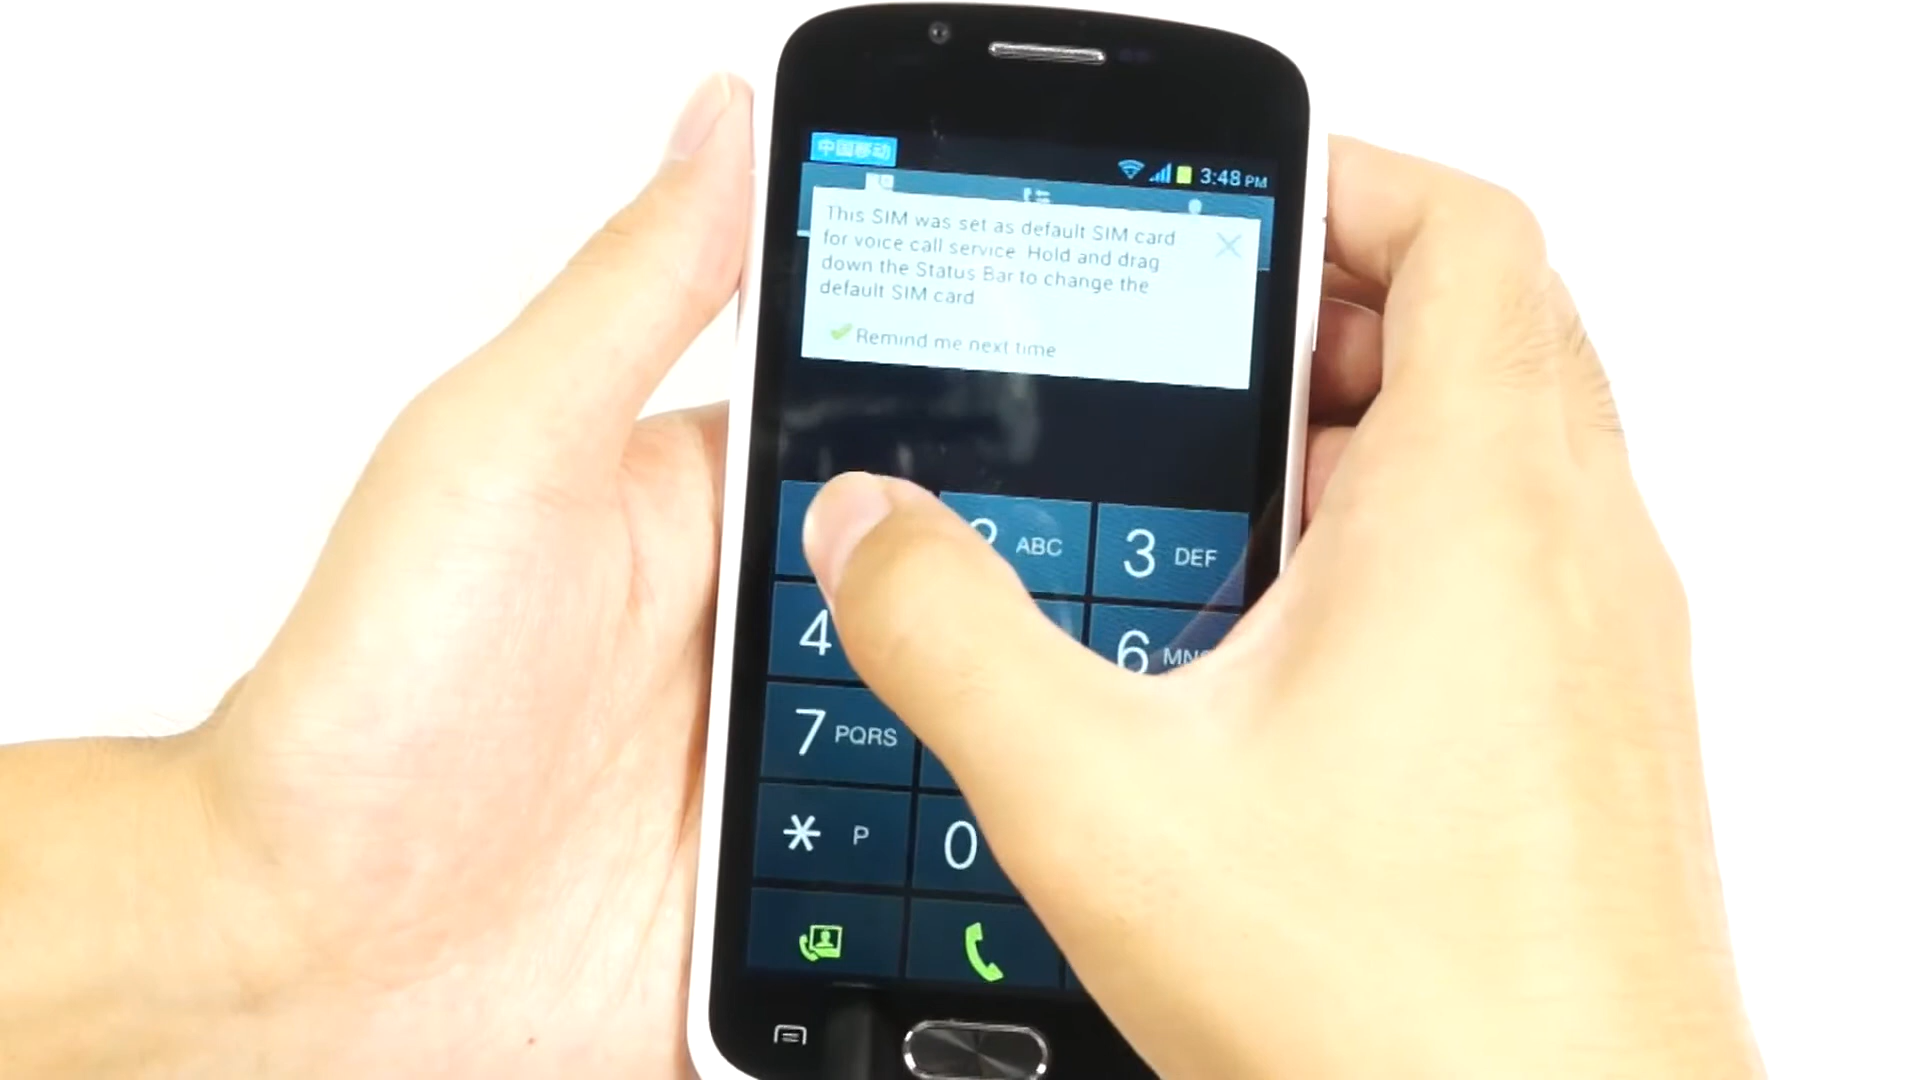 中国移动
3:48 PM
This SIM was set as default SIM card
for voice call service. Hold and drag
down the Status Bar to change the
default SIM card
Remind me next time
ABC
3 DEF
4
6
7 PQRS
* P
0